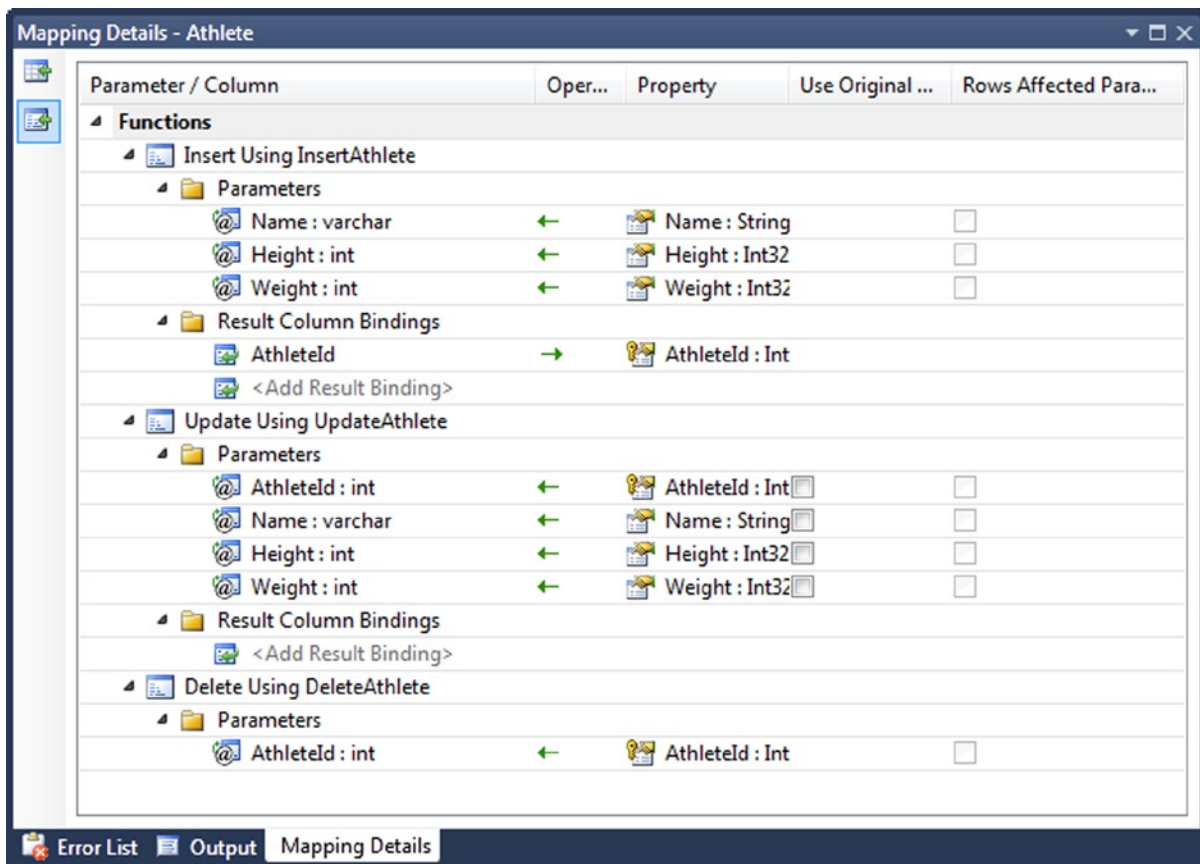 Mapping Details - Athlete
Parameter / Column Oper... Property Use Original ... Rows Affected Para...
Functions
Insert Using InsertAthlete
Parameters
@ Name : varchar ← Name : String
@ Height : int ← Height : Int32
@ Weight : int ← Weight : Int32
Result Column Bindings
AthleteId → AthleteId : Int
<Add Result Binding>
Update Using UpdateAthlete
Parameters
@ AthleteId : int ← AthleteId : Int
@ Name : varchar ← Name : String
@ Height : int ← Height : Int32
@ Weight : int ← Weight : Int32
Result Column Bindings
<Add Result Binding>
Delete Using DeleteAthlete
Parameters
@ AthleteId : int ← AthleteId : Int
Error List Output Mapping Details